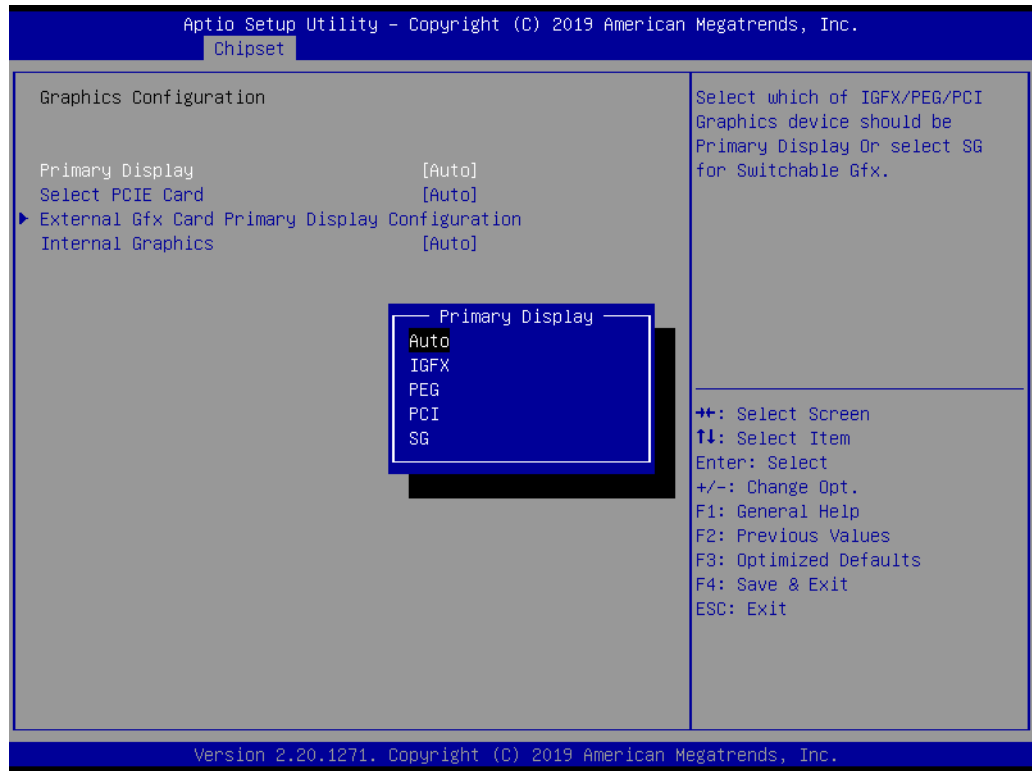 Aptio Setup Utility – Copyright (C) 2019 American Megatrends, Inc.
Chipset
Graphics Configuration
Primary Display [Auto]
Select PCIE Card [Auto]
▶ External Gfx Card Primary Display Configuration
Internal Graphics [Auto]
Primary Display
Auto
IGFX
PEG
PCI
SG
Select which of IGFX/PEG/PCI
Graphics device should be
Primary Display Or select SG
for Switchable Gfx.
→←: Select Screen
↑↓: Select Item
Enter: Select
+/-: Change Opt.
F1: General Help
F2: Previous Values
F3: Optimized Defaults
F4: Save & Exit
ESC: Exit
Version 2.20.1271. Copyright (C) 2019 American Megatrends, Inc.